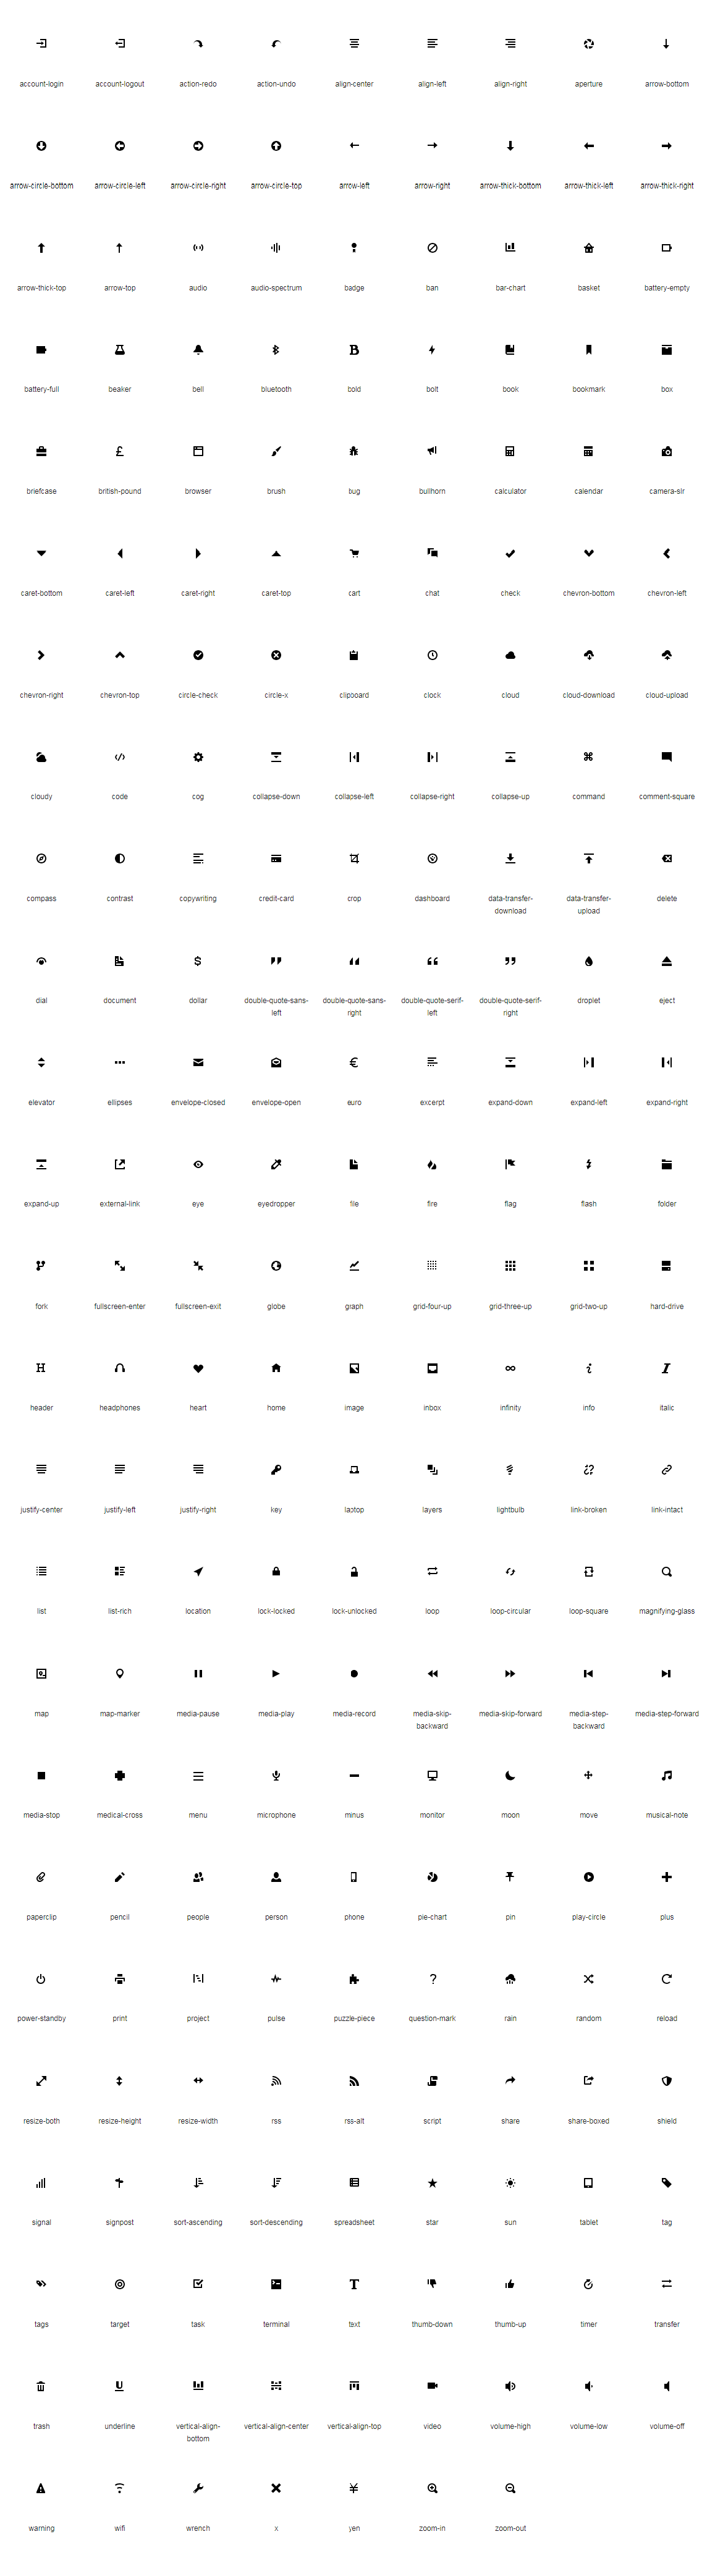 account-login account-logout action-redo action-undo align-center align-left align-right aperture arrow-bottom
arrow-circle-bottom arrow-circle-left arrow-circle-right arrow-circle-top arrow-left arrow-right arrow-thick-bottom arrow-thick-left arrow-thick-right
arrow-thick-top arrow-top audio audio-spectrum badge ban bar-chart basket battery-empty
battery-full beaker bell bluetooth bold bolt book bookmark box
briefcase british-pound browser brush bug bullhorn calculator calendar camera-slr
caret-bottom caret-left caret-right caret-top cart chat check chevron-bottom chevron-left
chevron-right chevron-top circle-check circle-x clipboard clock cloud cloud-download cloud-upload
cloudy code cog collapse-down collapse-left collapse-right collapse-up command comment-square
compass contrast copywriting credit-card crop dashboard data-transfer- data-transfer- delete
download upload
dial document dollar double-quote-sans- double-quote-sans- double-quote-serif- double-quote-serif- droplet eject
left right left right
elevator ellipses envelope-closed envelope-open euro excerpt expand-down expand-left expand-right
expand-up external-link eye eyedropper file fire flag flash folder
fork fullscreen-enter fullscreen-exit globe graph grid-four-up grid-three-up grid-two-up hard-drive
header headphones heart home image inbox infinity info italic
justify-center justify-left justify-right key laptop layers lightbulb link-broken link-intact
list list-rich location lock-locked lock-unlocked loop loop-circular loop-square magnifying-glass
map map-marker media-pause media-play media-record media-skip- media-skip-forward media-step- media-step-forward
backward backward
media-stop medical-cross menu microphone minus monitor moon move musical-note
paperclip pencil people person phone pie-chart pin play-circle plus
power-standby print project pulse puzzle-piece question-mark rain random reload
resize-both resize-height resize-width rss rss-alt script share share-boxed shield
signal signpost sort-ascending sort-descending spreadsheet star sun tablet tag
tags target task terminal text thumb-down thumb-up timer transfer
trash underline vertical-align- vertical-align-center vertical-align-top video volume-high volume-low volume-off
bottom
warning wifi wrench x yen zoom-in zoom-out